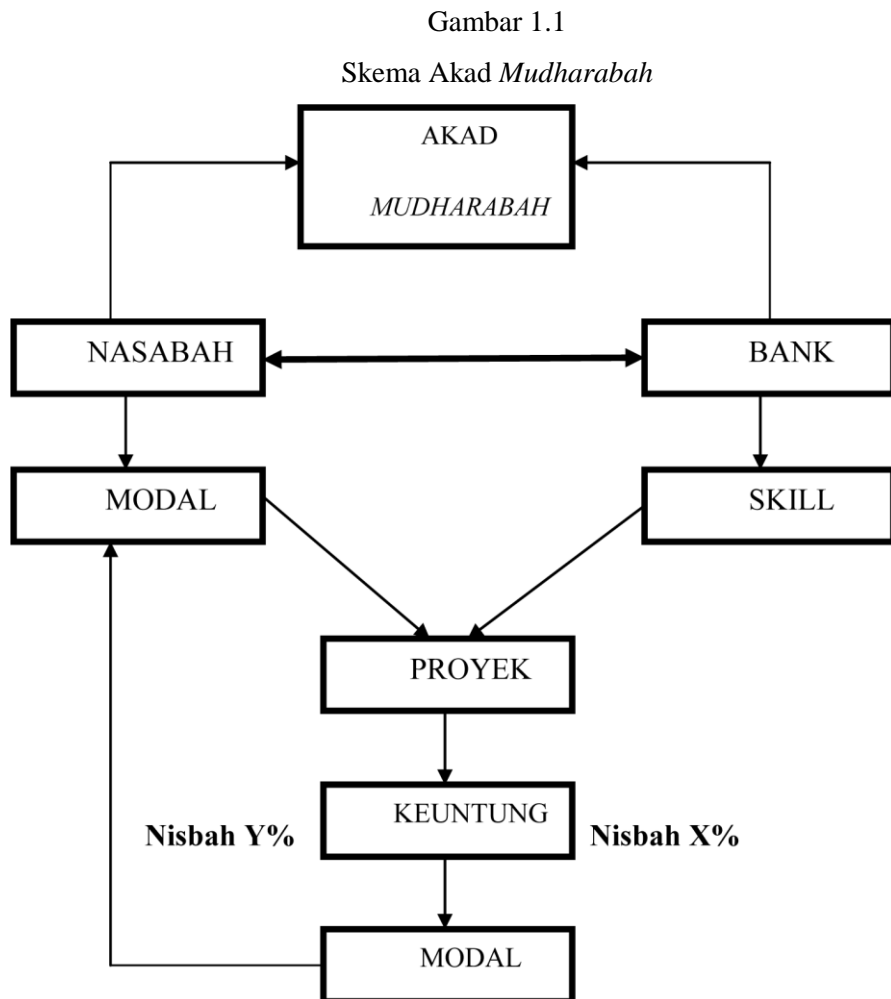 Gambar 1.1
Skema Akad Mudharabah
AKAD
MUDHARABAH
NASABAH
BANK
MODAL
SKILL
PROYEK
KEUNTUNG
Nisbah Y%
Nisbah X%
MODAL